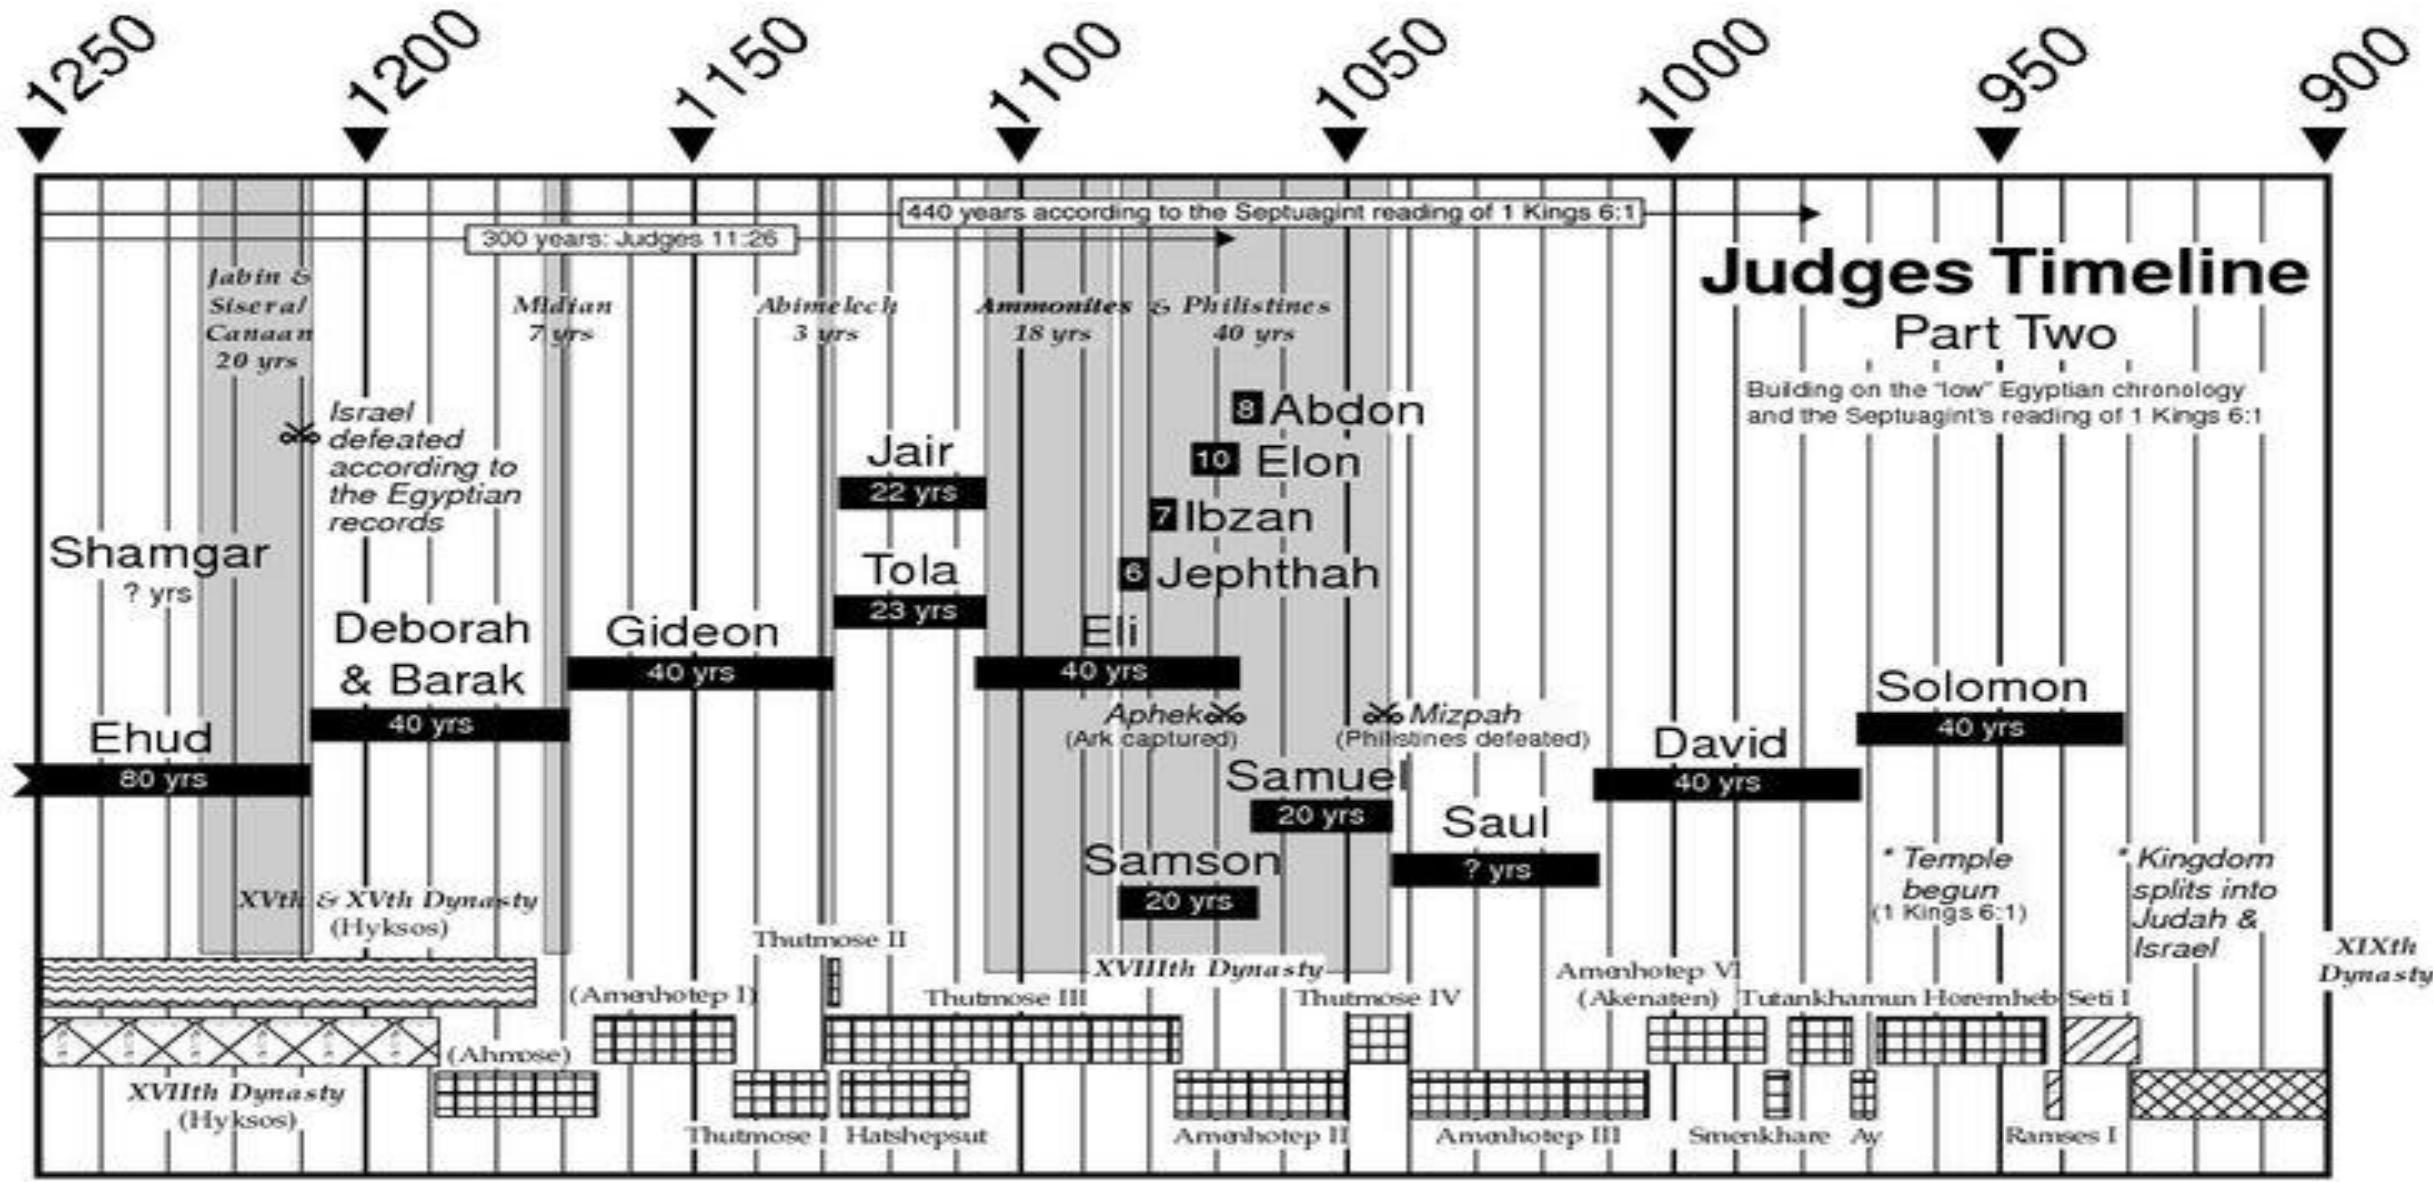 1250
1200
1150
1100
1050
1000
950
900
440 years according to the Septuagint reading of 1 Kings 6:1
300 years: Judges 11:26
Judges Timeline
Part Two
Building on the "low" Egyptian chronology
and the Septuagint's reading of 1 Kings 6:1
Jabin &
Sisera/
Canaan
20 yrs
Midian
7 yrs
Abimelech
3 yrs
Ammonites & Philistines
18 yrs
40 yrs
Israel
defeated
according to
the Egyptian
records
8 Abdon
10 Elon
7 Ibzan
6 Jephthah
Jair
22 yrs
Tola
23 yrs
Shamgar
? yrs
Deborah
& Barak
40 yrs
Gideon
40 yrs
Eli
40 yrs
Ehud
80 yrs
Aphek
(Ark captured)
Mizpah
(Philistines defeated)
Samuel
20 yrs
Samson
20 yrs
Saul
? yrs
David
40 yrs
Solomon
40 yrs
* Temple
begun
(1 Kings 6:1)
* Kingdom
splits into
Judah &
Israel
XVth & XVth Dynasty
(Hyksos)
XVIIth Dynasty
(Hyksos)
XVIIIth Dynasty
XIXth
Dynasty
(Ahmose)
(Amenhotep I)
Thutmose I
Thutmose II
Hatshepsut
Thutmose III
Amenhotep II
Thutmose IV
Amenhotep III
Amenhotep VI
(Akenaten)
Smenkhare
Tutankhamun
Ay
Horemheb
Ramses I
Seti I